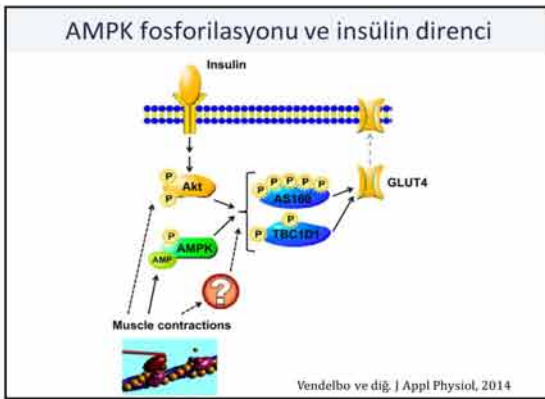 AMPK fosforilasyonu ve insülin direnci
Insulin
P
Akt
P
P
P P P P P
AS160
GLUT4
P
AMPK
AMP
P
P
TBC1D1
?
Muscle contractions
Vendelbo ve diğ. J Appl Physiol, 2014